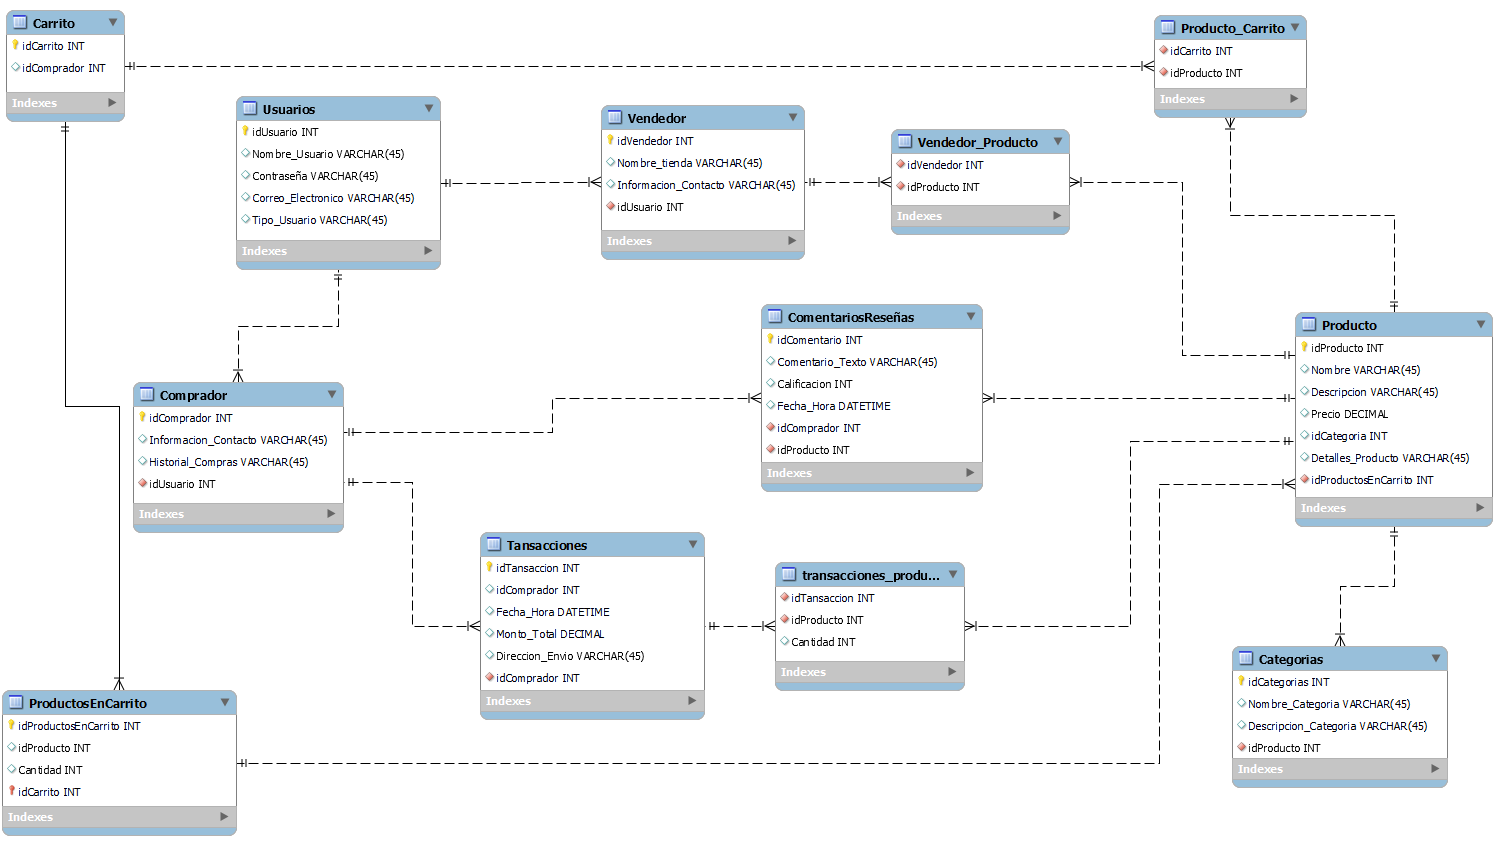 Carrito
idCarrito INT
idComprador INT
Indexes
Producto_Carrito
idCarrito INT
idProducto INT
Indexes
Usuarios
idUsuario INT
Nombre_Usuario VARCHAR(45)
Contraseña VARCHAR(45)
Correo_Electronico VARCHAR(45)
Tipo_Usuario VARCHAR(45)
Indexes
Vendedor
idVendedor INT
Nombre_tienda VARCHAR(45)
Informacion_Contacto VARCHAR(45)
idUsuario INT
Indexes
Vendedor_Producto
idVendedor INT
idProducto INT
Indexes
ComentariosReseñas
idComentario INT
Comentario_Texto VARCHAR(45)
Calificacion INT
Fecha_Hora DATETIME
idComprador INT
idProducto INT
Indexes
Producto
idProducto INT
Nombre VARCHAR(45)
Descripcion VARCHAR(45)
Precio DECIMAL
idCategoria INT
Detalles_Producto VARCHAR(45)
idProductosEnCarrito INT
Indexes
Comprador
idComprador INT
Informacion_Contacto VARCHAR(45)
Historial_Compras VARCHAR(45)
idUsuario INT
Indexes
Tansacciones
idTansaccion INT
idComprador INT
Fecha_Hora DATETIME
Monto_Total DECIMAL
Direccion_Envio VARCHAR(45)
idComprador INT
Indexes
transacciones_produ...
idTansaccion INT
idProducto INT
Cantidad INT
Indexes
Categorias
idCategorias INT
Nombre_Categoria VARCHAR(45)
Descripcion_Categoria VARCHAR(45)
idProducto INT
Indexes
ProductosEnCarrito
idProductosEnCarrito INT
idProducto INT
Cantidad INT
idCarrito INT
Indexes